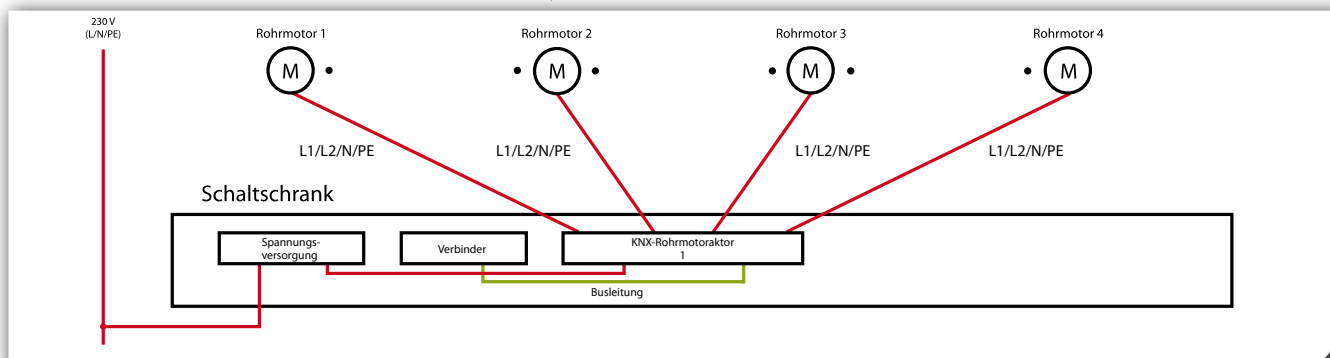 230 V
(L/N/PE)
Rohrmotor 1
Rohrmotor 2
Rohrmotor 3
Rohrmotor 4
M
M
M
M
L1/L2/N/PE
L1/L2/N/PE
L1/L2/N/PE
L1/L2/N/PE
Schaltschrank
Spannungs-
versorgung
Verbinder
KNX-Rohrmotoraktor
1
Busleitung